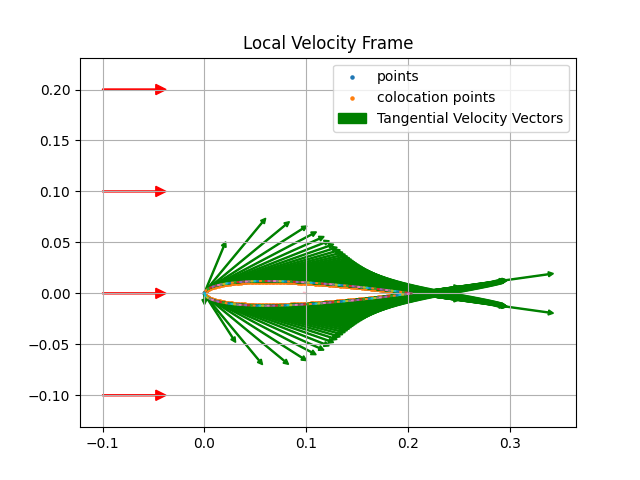 Local Velocity Frame
points
colocation points
Tangential Velocity Vectors
0.20
0.15
0.10
0.05
0.00
−0.05
−0.10
−0.1 0.0 0.1 0.2 0.3